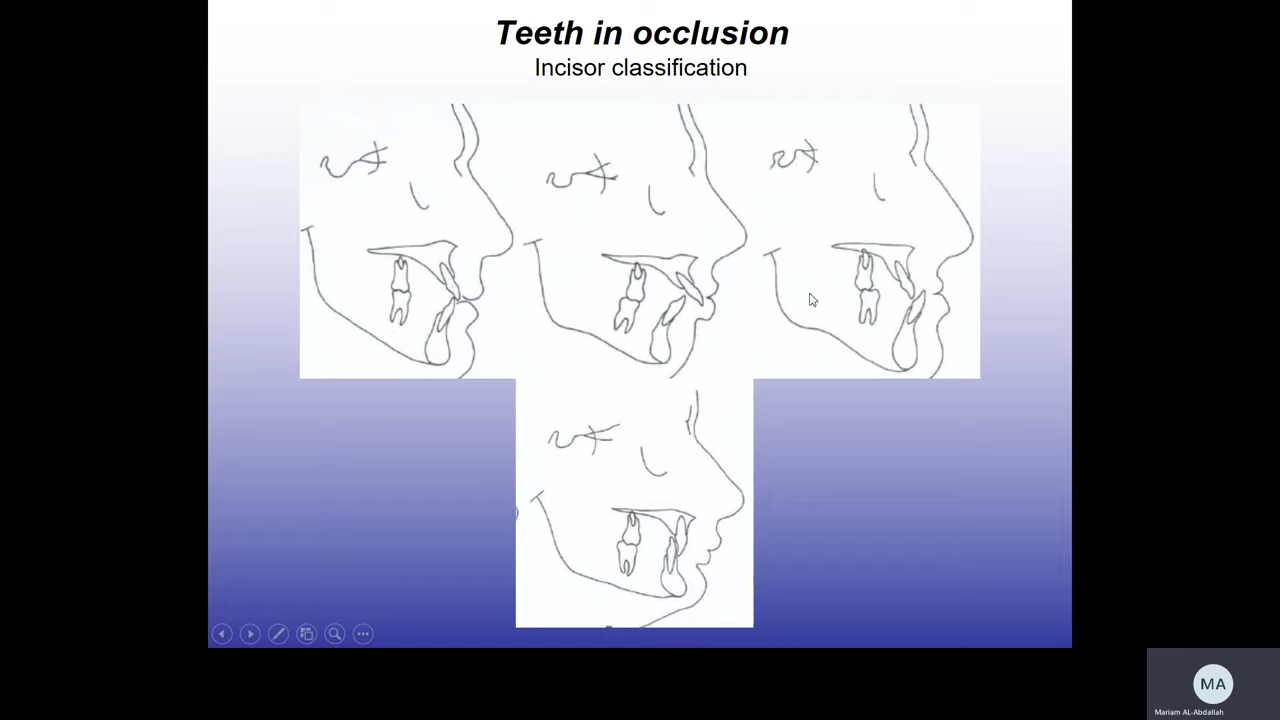 Teeth in occlusion
Incisor classification
MA
Mariam AL-Abdallah